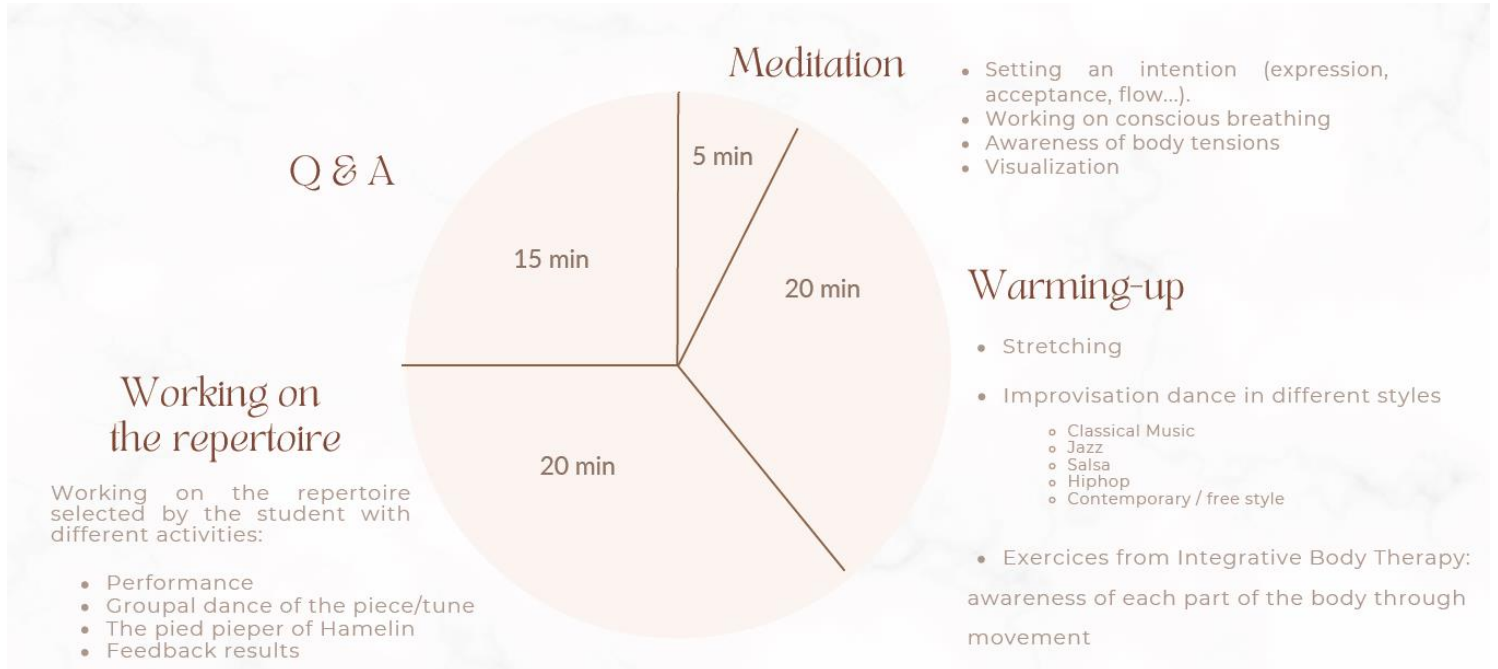 Meditation
5 min
Setting an intention (expression,
acceptance, flow...).
Working on conscious breathing
Awareness of body tensions
Visualization
Warming-up
20 min
Stretching
Improvisation dance in different styles
Classical Music
Jazz
Salsa
Hiphop
Contemporary / free style
Exercices from Integrative Body Therapy:
awareness of each part of the body through
movement
Working on
the repertoire
20 min
Working on the repertoire
selected by the student with
different activities:
Performance
Groupal dance of the piece/tune
The pied pieper of Hamelin
Feedback results
Q & A
15 min